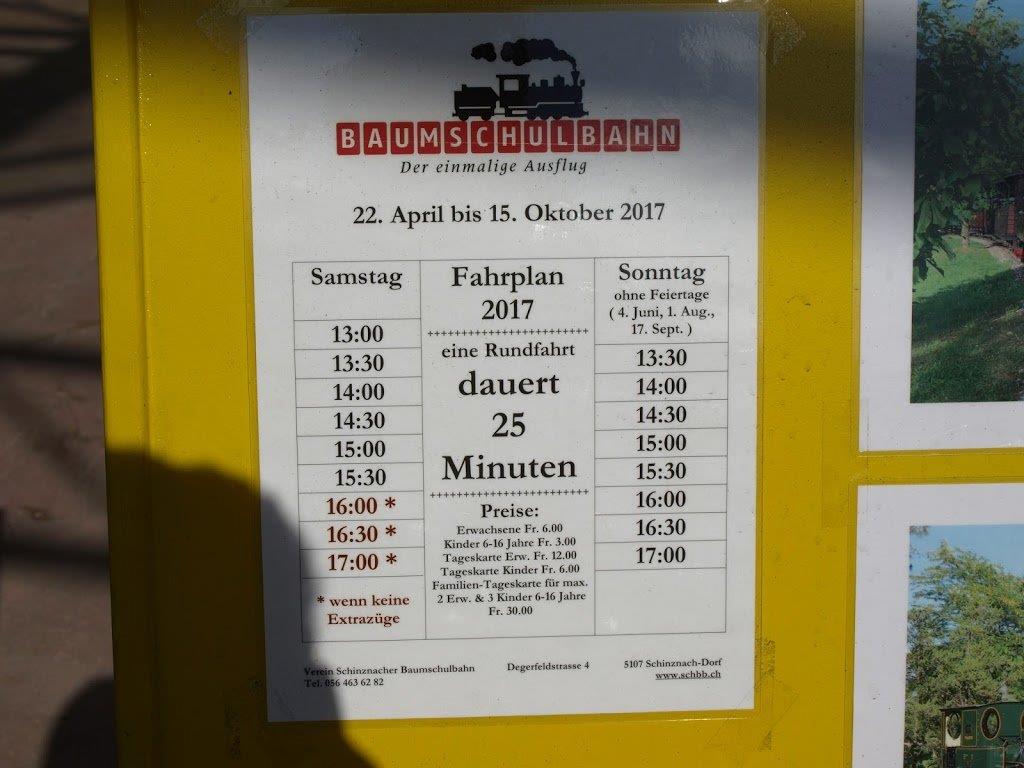 BAUMSCHULBAHN
Der einmalige Ausflug
22. April bis 15. Oktober 2017
Samstag
13:00
13:30
14:00
14:30
15:00
15:30
16:00 *
16:30 *
17:00 *
* wenn keine
Extrazüge
Fahrplan
2017
++++++++++++++++++++++++
eine Rundfahrt
dauert
25
Minuten
++++++++++++++++++++++++
Preise:
Erwachsene Fr. 6.00
Kinder 6-16 Jahre Fr. 3.00
Tageskarte Erw. Fr. 12.00
Tageskarte Kinder Fr. 6.00
Familien-Tageskarte für max.
2 Erw. & 3 Kinder 6-16 Jahre
Fr. 30.00
Sonntag
ohne Feiertage
( 4. Juni, 1. Aug.,
17. Sept. )
13:30
14:00
14:30
15:00
15:30
16:00
16:30
17:00
Verein Schinznacher Baumschulbahn
Tel. 056 463 62 82
Degerfeldstrasse 4
5107 Schinznach-Dorf
www.schbb.ch